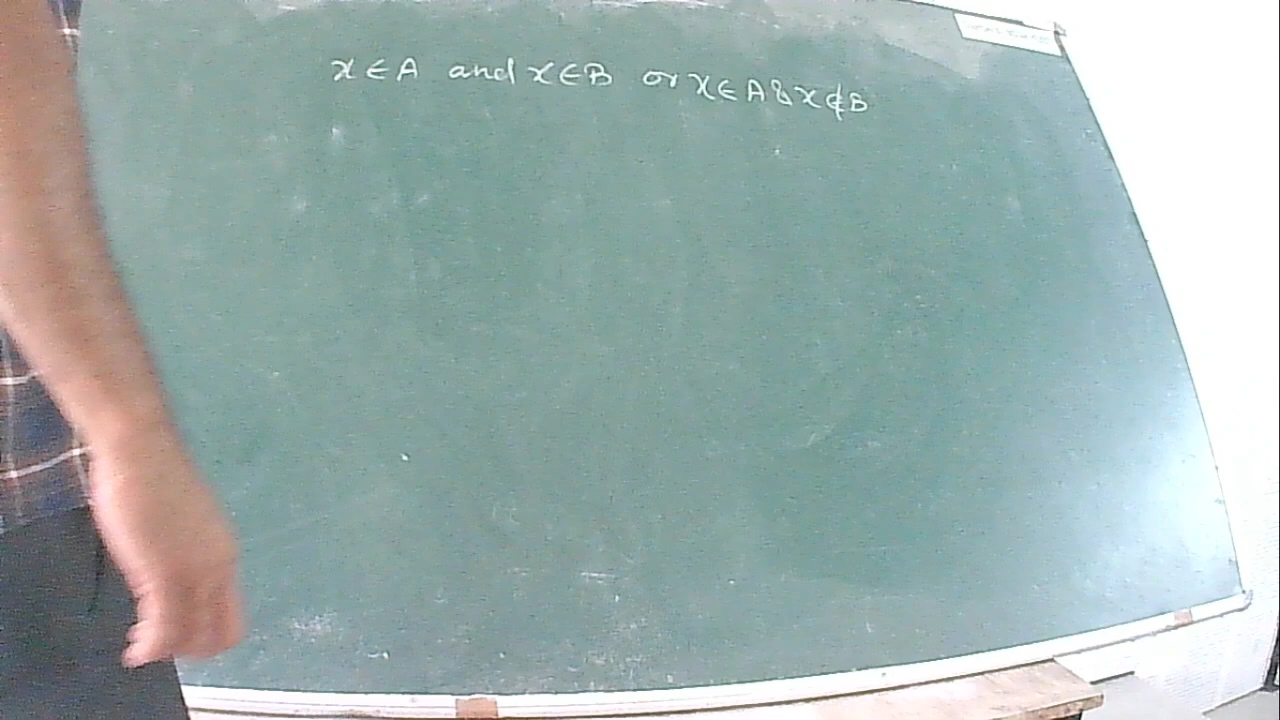 x ∈ A and x ∈ B or x ∈ A & x ∉ B